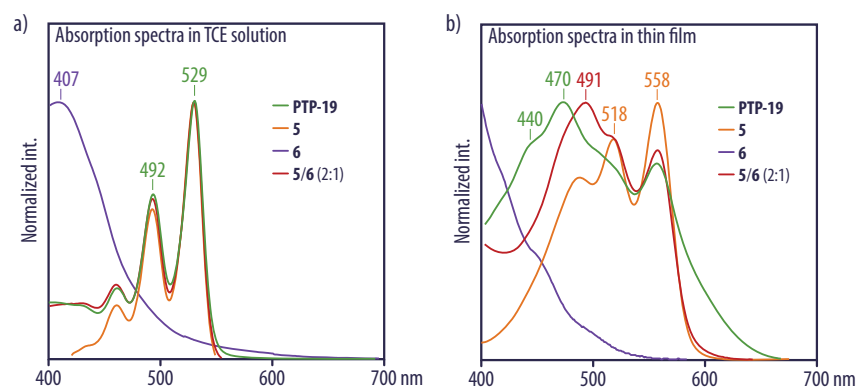 a)
Absorption spectra in TCE solution
407
529
492
PTP-19
5
6
5/6 (2:1)
Normalized int.
400
500
600
700 nm
b)
Absorption spectra in thin film
470
491
558
440
518
PTP-19
5
6
5/6 (2:1)
Normalized int.
400
500
600
700 nm